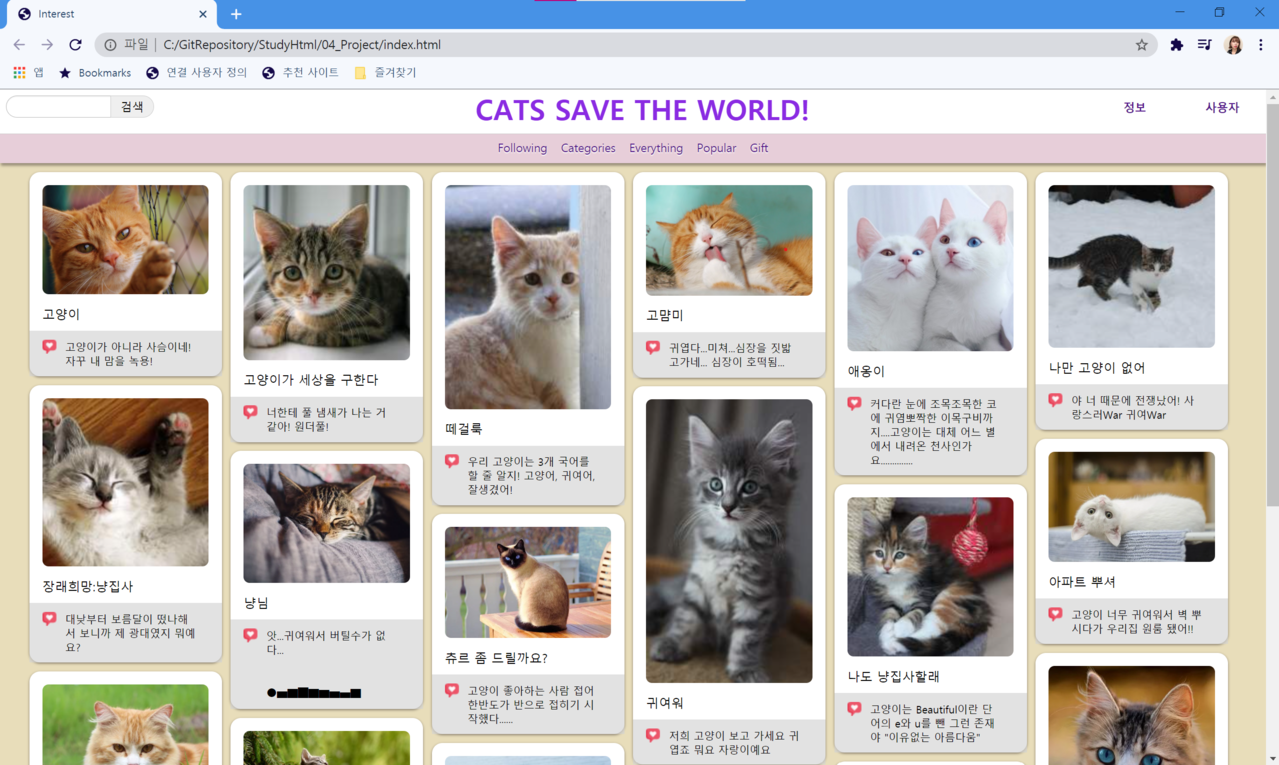 Interest
파일 | C:/GitRepository/StudyHtml/04_Project/index.html
앱 Bookmarks 연결 사용자 정의 추천 사이트 즐겨찾기
검색
CATS SAVE THE WORLD!
정보 사용자
Following Categories Everything Popular Gift
고양이
고양이가 아니라 사슴이네!
자꾸 내 맘을 녹용!
장래희망:냥집사
대낮부터 보름달이 떴나해
서 보니까 제 광대였지 뭐예
요?
고양이가 세상을 구한다
너한테 풀 냄새가 나는 거
같아! 원더풀!
냥님
앗...귀여워서 버틸수가 없
다...
●▃▅▇▅▃▃▂▅
떼걸룩
우리 고양이는 3개 국어를
할 줄 알지! 고양어, 귀여어,
잘생겼어!
츄르 좀 드릴까요?
고양이 좋아하는 사람 접어
한반도가 반으로 접히기 시
작했다......
고먐미
귀엽다...미쳐...심장을 짓밟
고가네... 심장이 호떡됨...
귀여워
저희 고양이 보고 가세요 귀
엽죠 뭐요 자랑이예요
애옹이
커다란 눈에 조목조목한 코
에 귀염뽀짝한 이목구비까
지....고양이는 대체 어느 별
에서 내려온 천사인가
요..............
나도 냥집사할래
고양이는 Beautiful이란 단
어의 e와 u를 뺀 그런 존재
야 "이유없는 아름다움"
나만 고양이 없어
야 너 때문에 전쟁났어! 사
랑스러War 귀여War
아파트 뿌셔
고양이 너무 귀여워서 벽 뿌
시다가 우리집 원룸 됐어!!